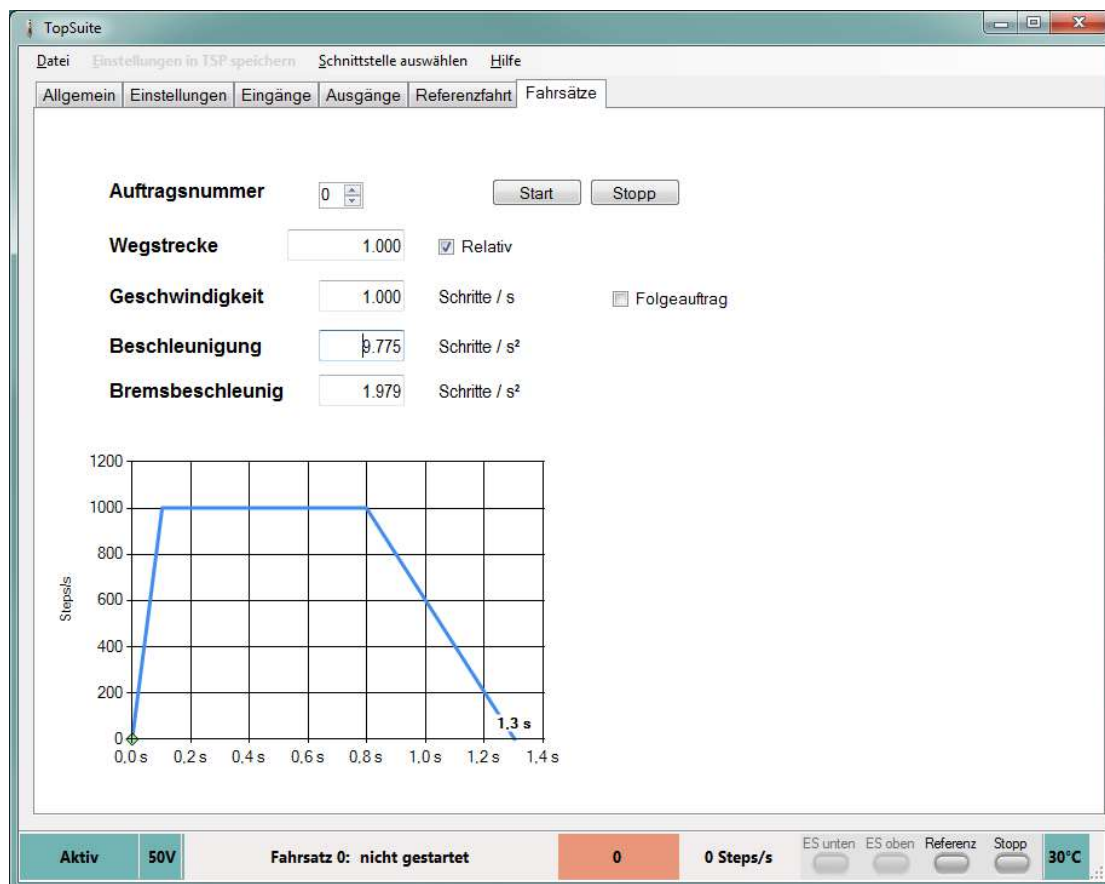 TopSuite
Datei Einstellungen in TSP speichern Schnittstelle auswählen Hilfe
Allgemein Einstellungen Eingänge Ausgänge Referenzfahrt Fahrsätze
Auftragsnummer 0 Start Stopp
Wegstrecke 1.000 Relativ
Geschwindigkeit 1.000 Schritte / s Folgeauftrag
Beschleunigung 9.775 Schritte / s²
Bremsbeschleunig 1.979 Schritte / s²
1200
1000
800
600
400
200
0
Steps/s
1,3 s
0,0 s 0,2 s 0,4 s 0,6 s 0,8 s 1,0 s 1,2 s 1,4 s
Aktiv 50V Fahrsatz 0: nicht gestartet 0 0 Steps/s ES unten ES oben Referenz Stopp 30°C